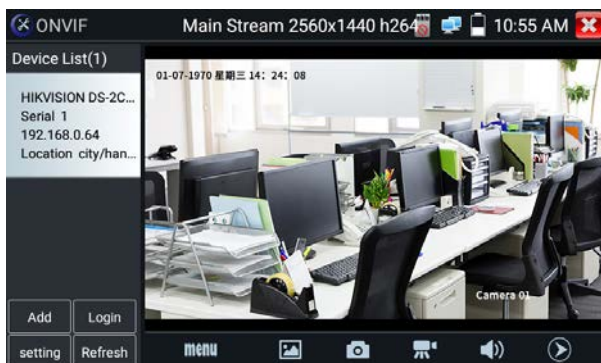 ONVIF
Main Stream 2560x1440 h264
10:55 AM
Device List(1)
HIKVISION DS-2C...
Serial 1
192.168.0.64
Location city/han...
01-07-1970 星期三 14: 24: 08
Camera 01
Add
Login
setting
Refresh
menu